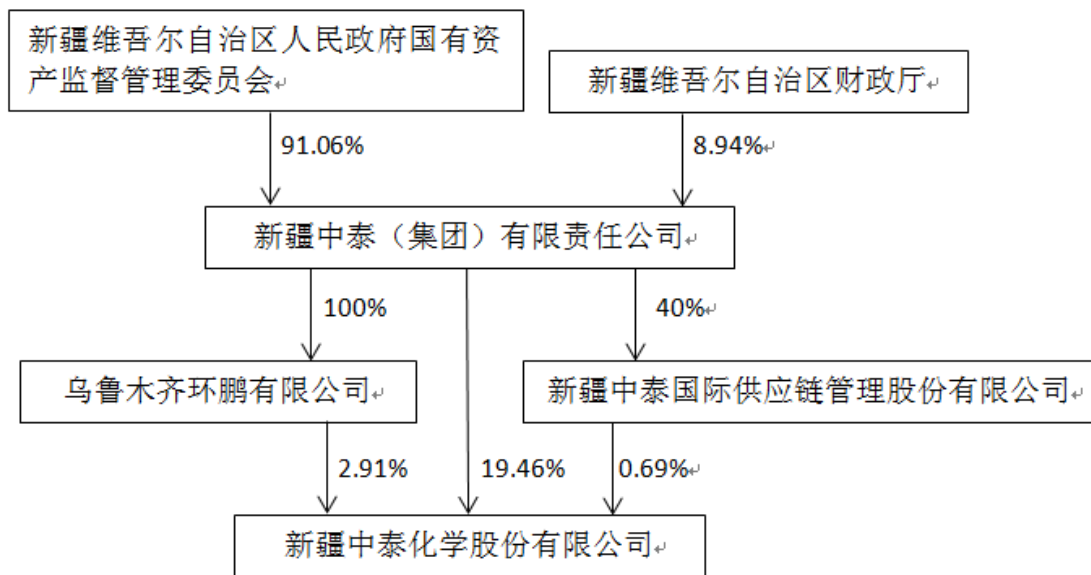 新疆维吾尔自治区人民政府国有资
产监督管理委员会↵
新疆维吾尔自治区财政厅↵
91.06%
8.94%↵
新疆中泰（集团）有限责任公司↵
100%
40%↵
乌鲁木齐环鹏有限公司↵
新疆中泰国际供应链管理股份有限公司↵
2.91%
19.46%
0.69%↵
新疆中泰化学股份有限公司↵